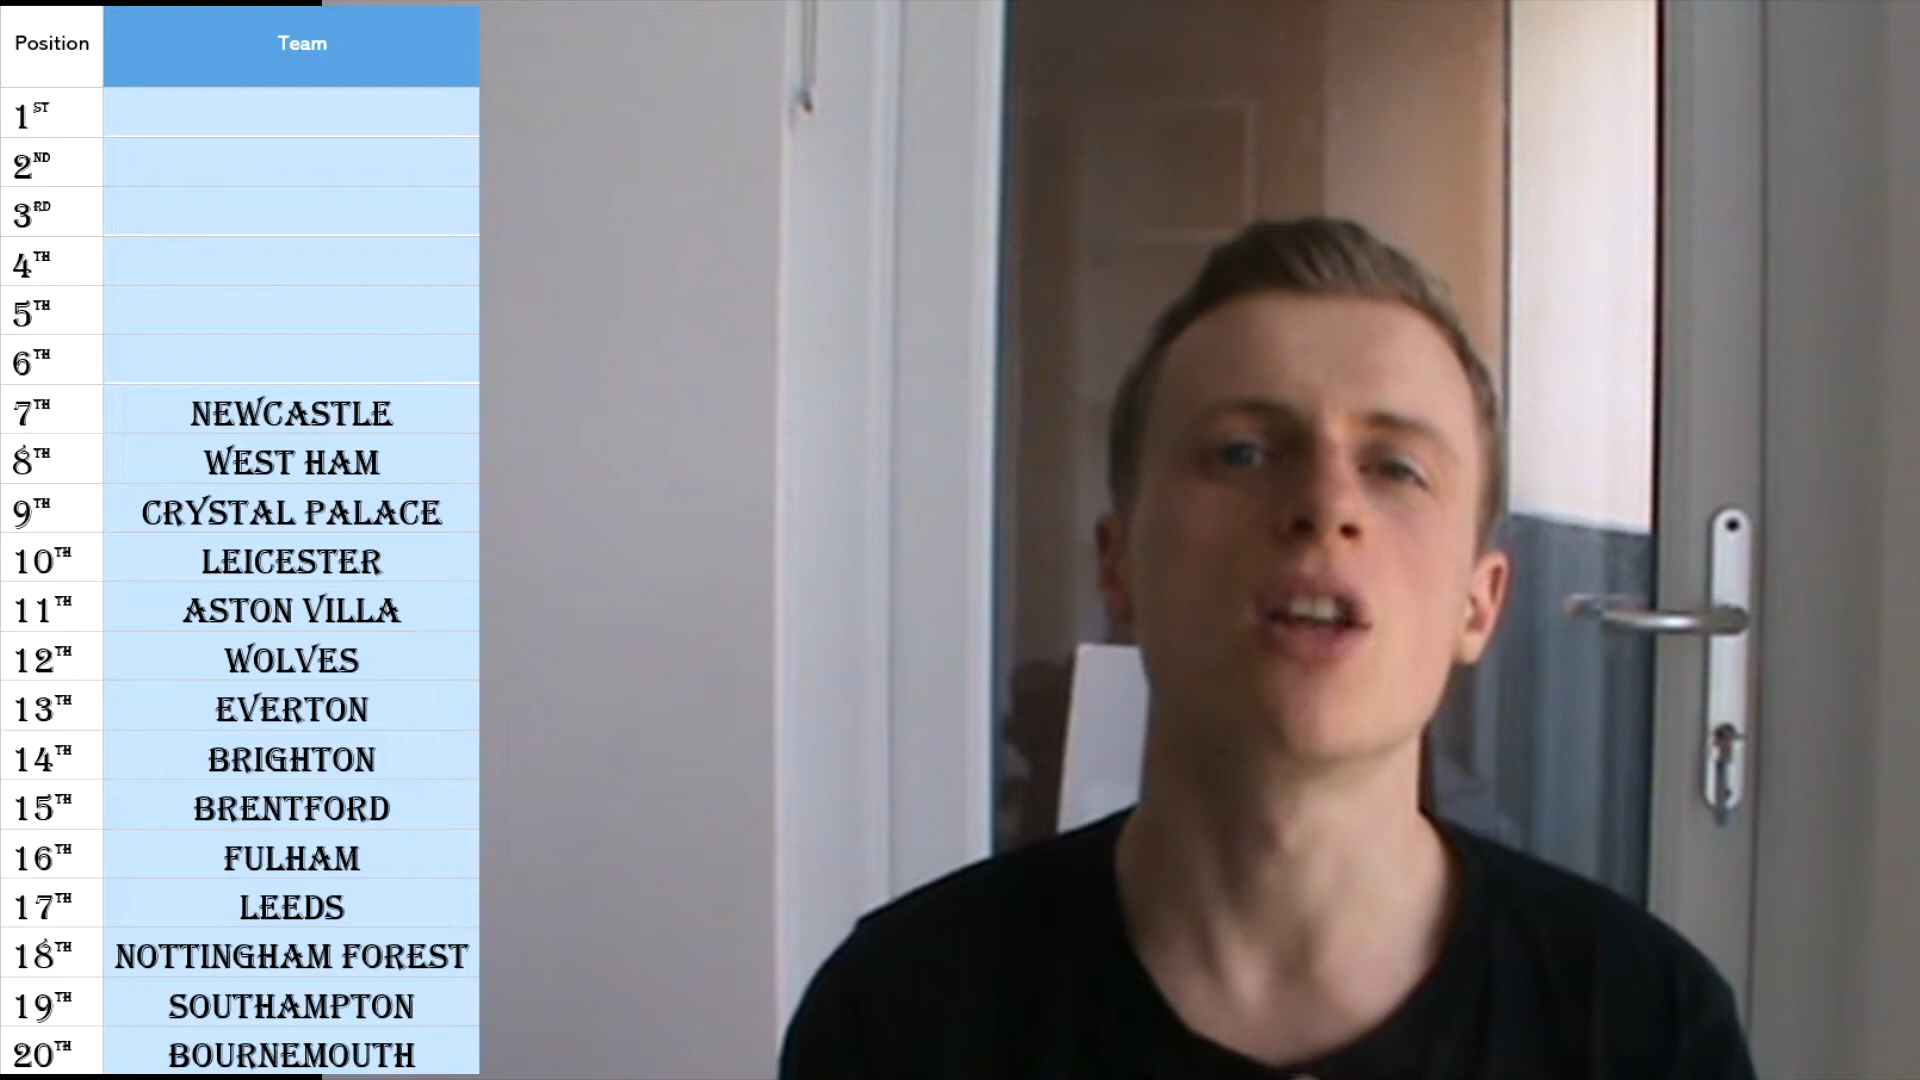 Position Team
1ST
2ND
3RD
4TH
5TH
6TH
7TH NEWCASTLE
8TH WEST HAM
9TH CRYSTAL PALACE
10TH LEICESTER
11TH ASTON VILLA
12TH WOLVES
13TH EVERTON
14TH BRIGHTON
15TH BRENTFORD
16TH FULHAM
17TH LEEDS
18TH NOTTINGHAM FOREST
19TH SOUTHAMPTON
20TH BOURNEMOUTH